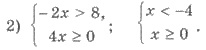 2) { −2x > 8, 4x ≥ 0 ; { x < −4 x ≥ 0 .